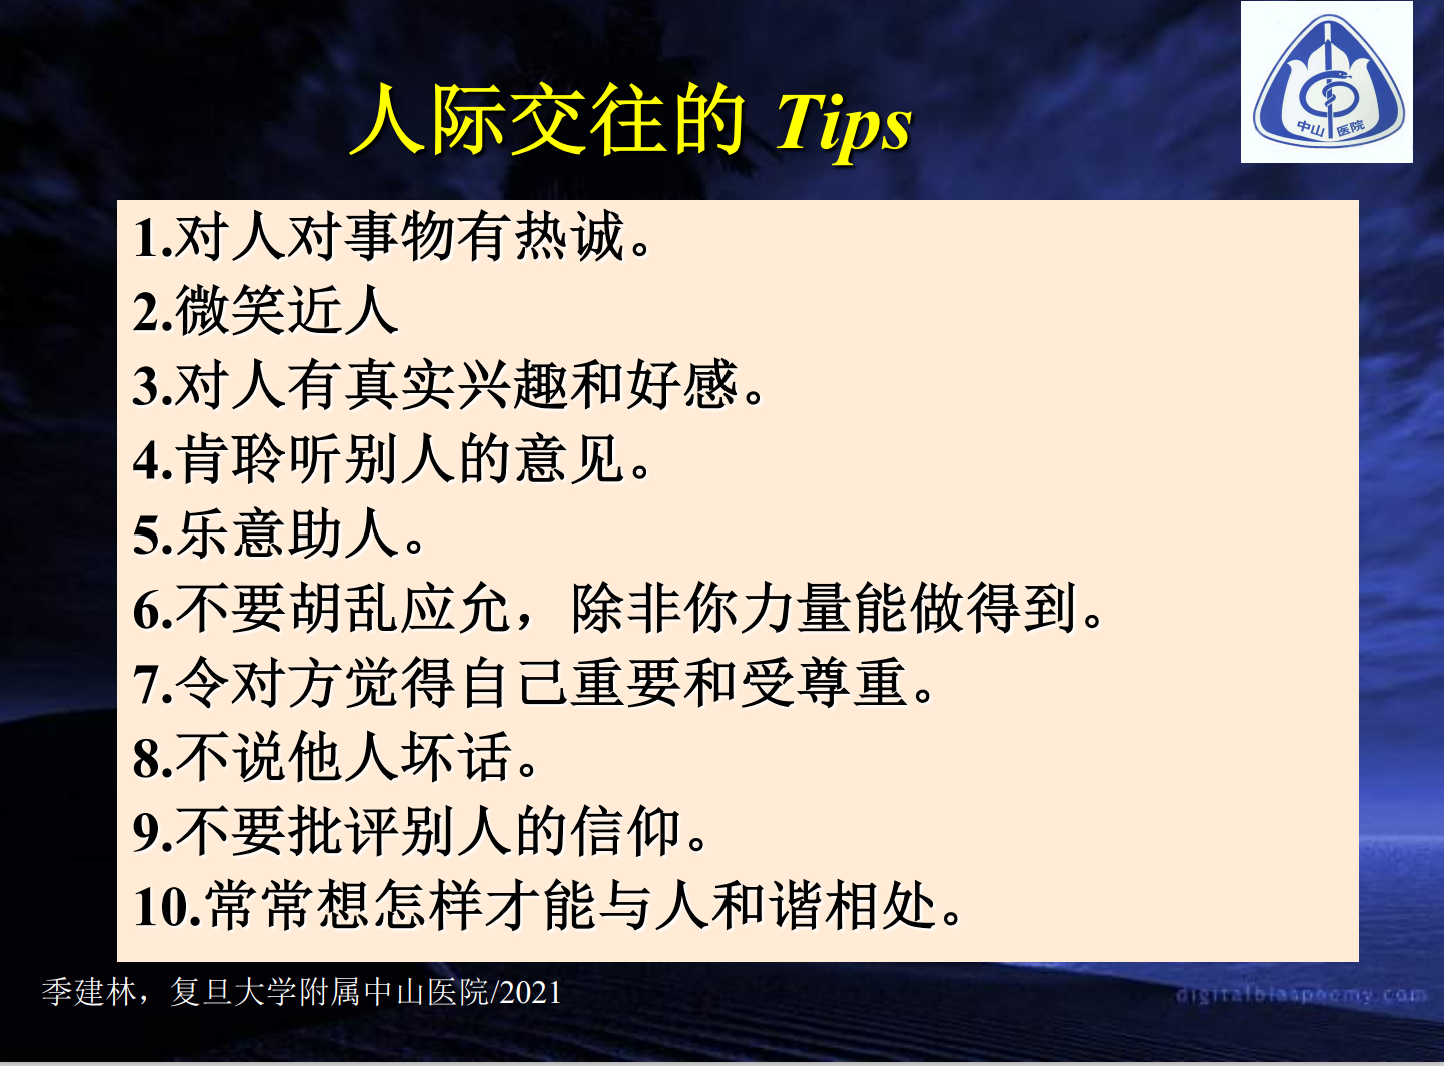 中山 医院
人际交往的 Tips
1.对人对事物有热诚。
2.微笑近人
3.对人有真实兴趣和好感。
4.肯聆听别人的意见。
5.乐意助人。
6.不要胡乱应允，除非你力量能做得到。
7.令对方觉得自己重要和受尊重。
8.不说他人坏话。
9.不要批评别人的信仰。
10.常常想怎样才能与人和谐相处。
季建林，复旦大学附属中山医院/2021
digitalblasphemy.com